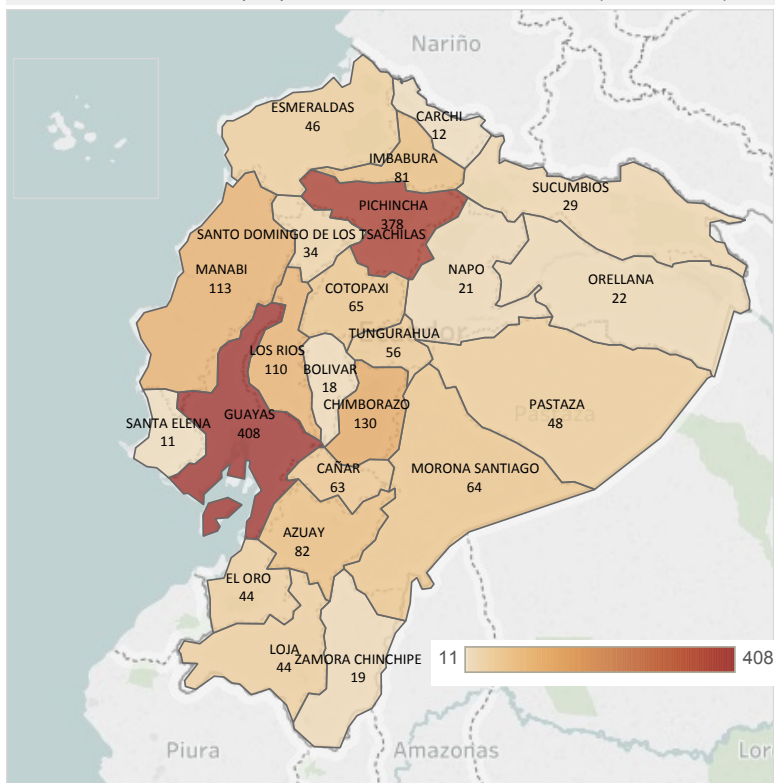 Nariño
ESMERALDAS
46
CARCHI
12
IMBABURA
81
SUCUMBIOS
29
PICHINCHA
378
SANTO DOMINGO DE LOS TSACHILAS
34
MANABI
113
NAPO
21
ORELLANA
22
COTOPAXI
65
Ecuador
TUNGURAHUA
56
LOS RIOS
110
BOLIVAR
18
CHIMBORAZO
130
PASTAZA
Pastaza
48
SANTA ELENA
11
GUAYAS
408
CAÑAR
63
MORONA SANTIAGO
64
AZUAY
82
EL ORO
44
LOJA
44
ZAMORA CHINCHIPE
19
11
408
Piura
Amazonas
Lor